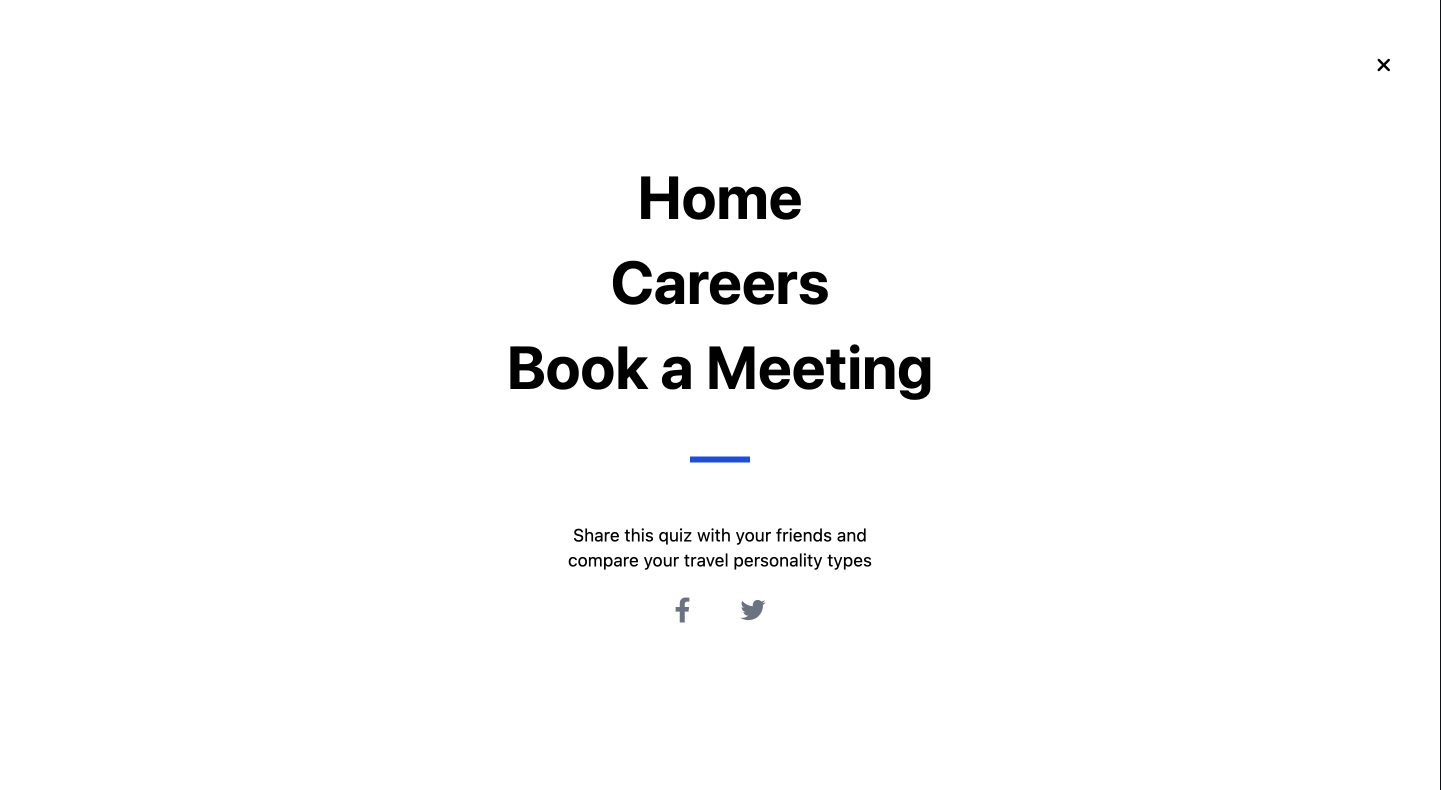 Home
Careers
Book a Meeting
Share this quiz with your friends and
compare your travel personality types